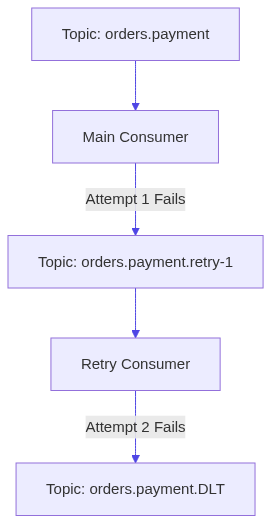 Topic: orders.payment
Main Consumer
Attempt 1 Fails
Topic: orders.payment.retry-1
Retry Consumer
Attempt 2 Fails
Topic: orders.payment.DLT